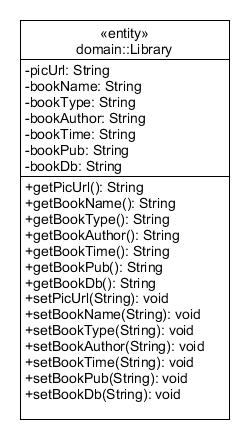 «entity»
domain::Library
-picUrl: String
-bookName: String
-bookType: String
-bookAuthor: String
-bookTime: String
-bookPub: String
-bookDb: String
+getPicUrl(): String
+getBookName(): String
+getBookType(): String
+getBookAuthor(): String
+getBookTime(): String
+getBookPub(): String
+getBookDb(): String
+setPicUrl(String): void
+setBookName(String): void
+setBookType(String): void
+setBookAuthor(String): void
+setBookTime(String): void
+setBookPub(String): void
+setBookDb(String): void